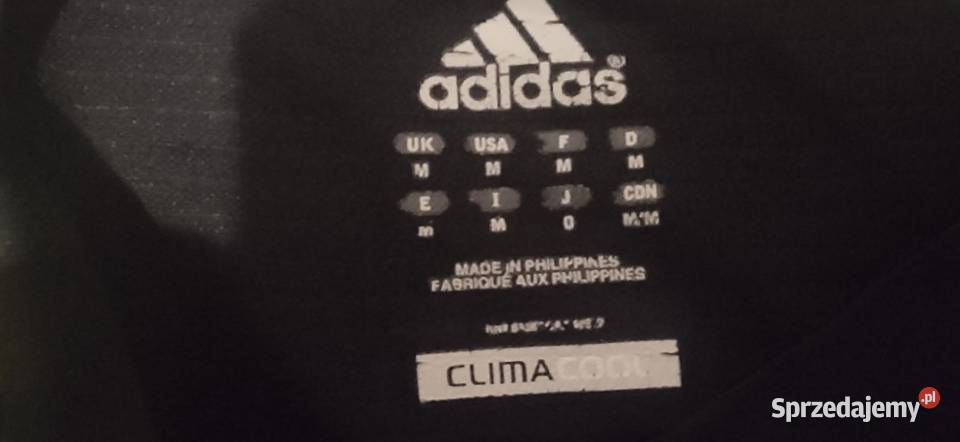 adidas®
UK USA F D
M M M M
E I J CDN
m M O M/M
MADE IN PHILIPPINES
FABRIQUÉ AUX PHILIPPINES
CLIMACOOL
Sprzedajemy.pl